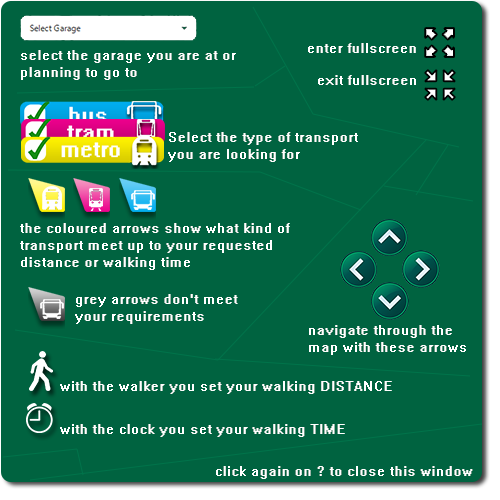 Select Garage
select the garage you are at or
planning to go to
enter fullscreen
exit fullscreen
bus
tram
metro
Select the type of transport
you are looking for
the coloured arrows show what kind of
transport meet up to your requested
distance or walking time
grey arrows don't meet
your requirements
navigate through the
map with these arrows
with the walker you set your walking DISTANCE
with the clock you set your walking TIME
click again on ? to close this window